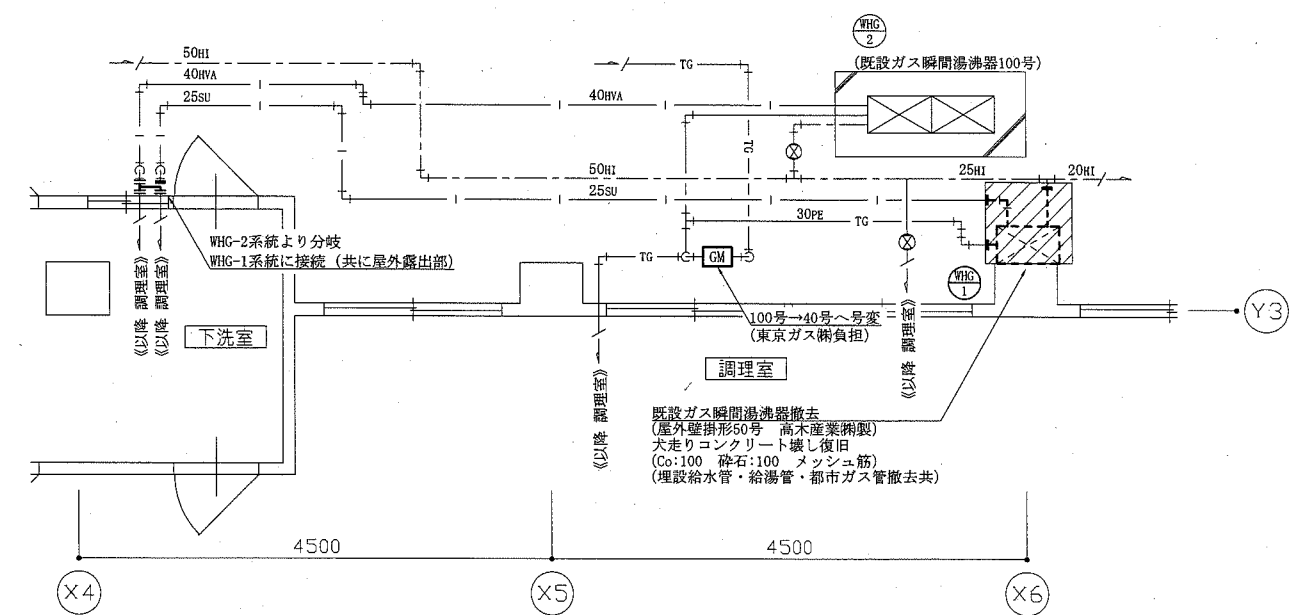 WHG
2
(既設ガス瞬間湯沸器100号)
50HI
TG
40HVA
40HVA
25SU
TG
50HI
25HI
20HI
25SU
30PE
TG
WHG-2系統より分岐
WHG-1系統に接続（共に屋外露出部）
TG
GM
WHG
1
《以降 調理室》
《以降 調理室》
下洗室
100号→40号へ号変
(東京ガス㈱負担)
《以降 調理室》
Y3
調理室
《以降 調理室》
既設ガス瞬間湯沸器撤去
(屋外壁掛形50号 高木産業㈱製)
犬走りコンクリート壊し復旧
(Co:100 砕石:100 メッシュ筋)
(埋設給水管・給湯管・都市ガス管撤去共)
4500
4500
X4
X5
X6